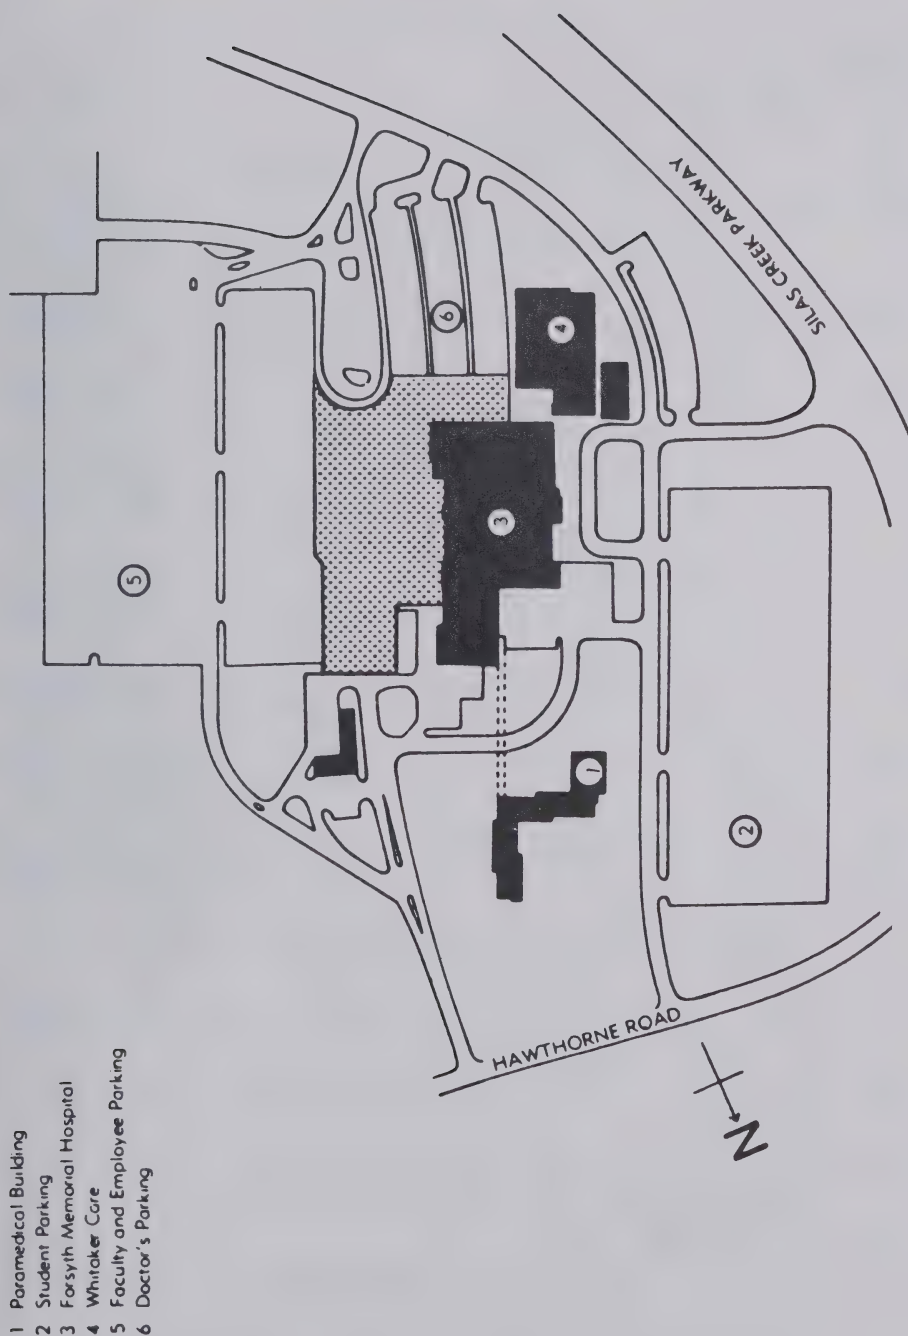 1 Paramedical Building
2 Student Parking
3 Forsyth Memorial Hospital
4 Whitaker Care
5 Faculty and Employee Parking
6 Doctor's Parking
SILAS CREEK PARKWAY
6
4
5
3
1
2
HAWTHORNE ROAD
N